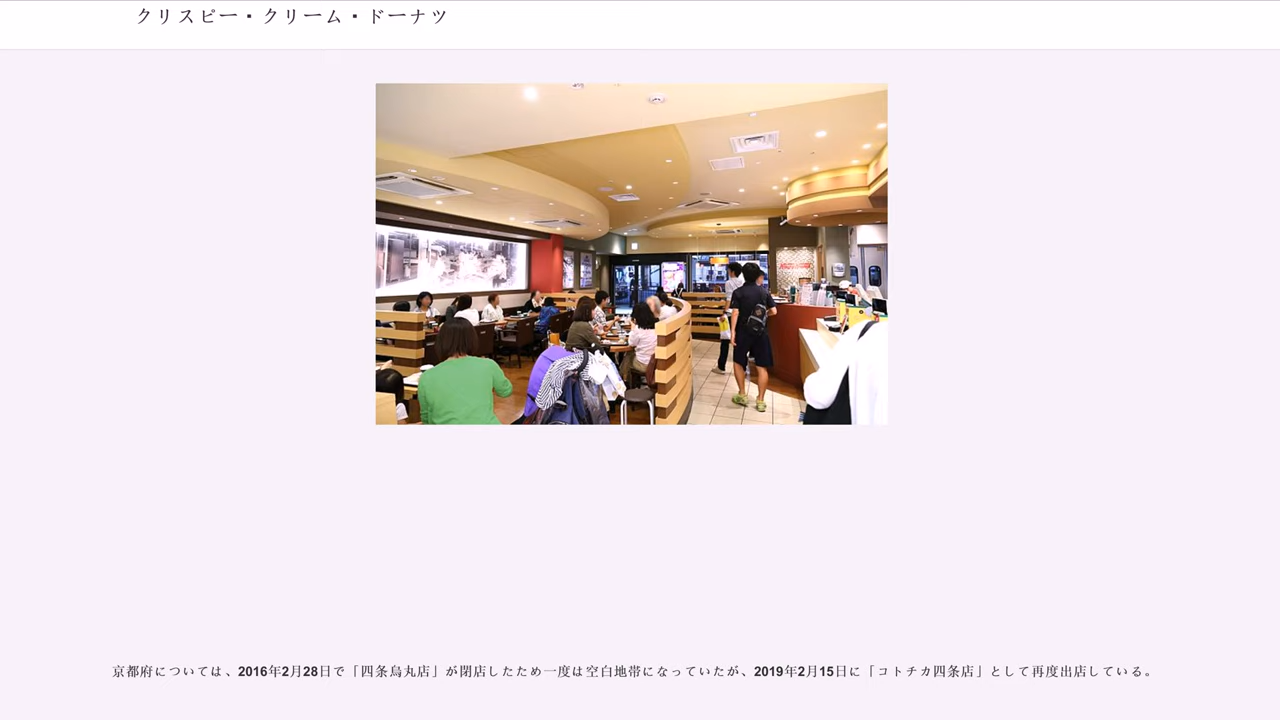 クリスピー・クリーム・ドーナツ
京都府については、2016年2月28日で「四条烏丸店」が閉店したため一度は空白地帯になっていたが、2019年2月15日に「コトチカ四条店」として再度出店している。